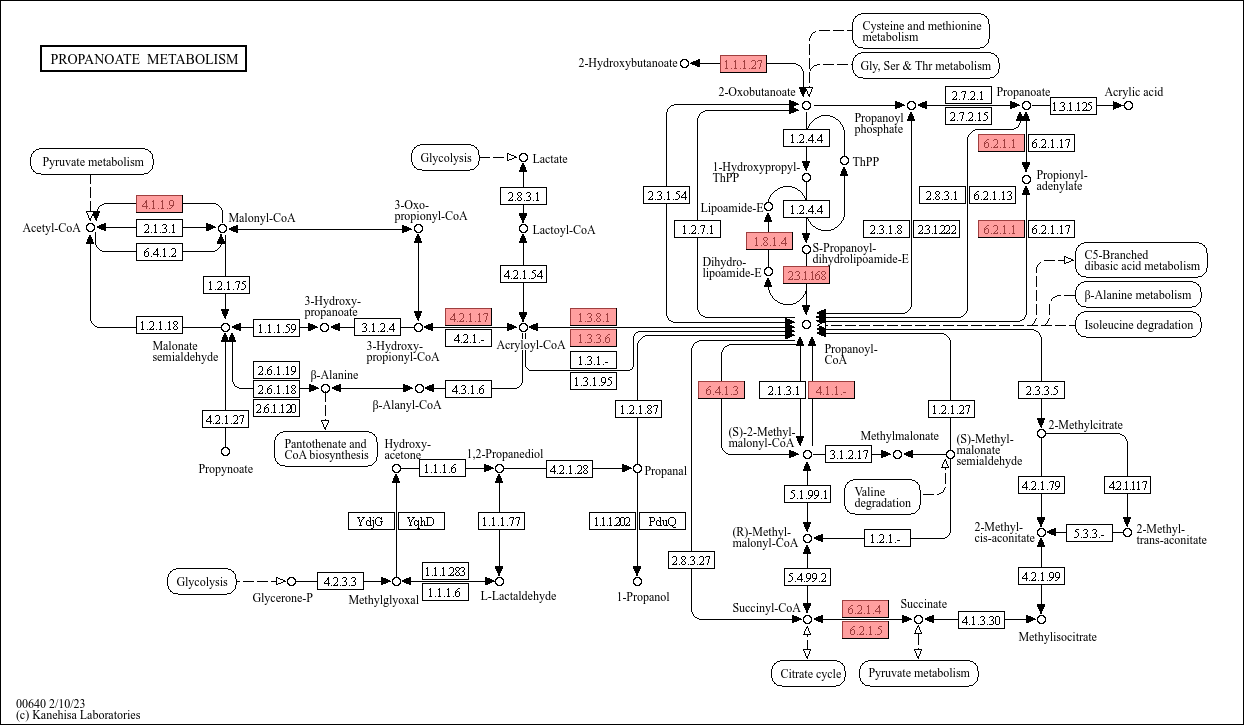 PROPANOATE METABOLISM
Cysteine and methionine
metabolism
Gly, Ser & Thr metabolism
2-Hydroxybutanoate
1.1.1.27
2-Oxobutanoate
Propanoyl
phosphate
2.7.2.1
2.7.2.15
Propanoate
1.3.1.125
Acrylic acid
1.2.4.4
ThPP
1-Hydroxypropyl-
ThPP
6.2.1.1
6.2.1.17
Propionyl-
adenylate
Pyruvate metabolism
Glycolysis
Lactate
2.8.3.1
2.3.1.54
Lipoamide-E
1.2.4.4
2.8.3.1
6.2.1.13
4.1.1.9
Malonyl-CoA
3-Oxo-
propionyl-CoA
Acetyl-CoA
2.1.3.1
6.4.1.2
Lactoyl-CoA
1.2.7.1
1.8.1.4
S-Propanoyl-
dihydrolipoamide-E
2.3.1.8
2.3.1.222
6.2.1.1
6.2.1.17
Dihydro-
lipoamide-E
2.3.1.168
C5-Branched
dibasic acid metabolism
β-Alanine metabolism
Isoleucine degradation
1.2.1.75
4.2.1.54
3-Hydroxy-
propanoate
1.2.1.18
Malonate
semialdehyde
1.1.1.59
3.1.2.4
3-Hydroxy-
propionyl-CoA
4.2.1.17
4.2.1.-
Acryloyl-CoA
1.3.8.1
1.3.3.6
1.3.1.-
1.3.1.95
Propanoyl-
CoA
2.6.1.19
2.6.1.18
2.6.1.120
β-Alanine
β-Alanyl-CoA
4.3.1.6
6.4.1.3
2.1.3.1
4.1.1.-
1.2.1.87
1.2.1.27
2.3.3.5
4.2.1.27
Propynoate
Pantothenate and
CoA biosynthesis
Hydroxy-
acetone
1.1.1.6
1,2-Propanediol
4.2.1.28
Propanal
(S)-2-Methyl-
malonyl-CoA
3.1.2.17
Methylmalonate
(S)-Methyl-
malonate
semialdehyde
2-Methylcitrate
Valine
degradation
5.1.99.1
4.2.1.79
4.2.1.117
YdjG
YqhD
1.1.1.77
1.1.1.202
PduQ
(R)-Methyl-
malonyl-CoA
1.2.1.-
2-Methyl-
cis-aconitate
5.3.3.-
2-Methyl-
trans-aconitate
2.8.3.27
5.4.99.2
4.2.1.99
Glycolysis
Glycerone-P
4.2.3.3
Methylglyoxal
1.1.1.283
1.1.1.6
L-Lactaldehyde
1-Propanol
Succinyl-CoA
6.2.1.4
6.2.1.5
Succinate
4.1.3.30
Methylisocitrate
Citrate cycle
Pyruvate metabolism
00640 2/10/23
(c) Kanehisa Laboratories